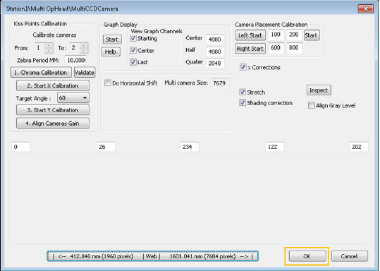 Station1\Multi OpHead\MultiCCDCamera
Kiss Points Calibration
Calibrate cameras
From: 1 To: 2
Zebra Period MM: 10.000
1. Chroma Calibration Validate
2. Start X Calibration
Target Angle : 60
3. Start Y Calibration
4. Align Cameras Gain
Graph Display
View Graph Channels
Start Starting Center 4080
Help Center Half 4080
Last Quater 2048
Do Horizontal Shift Multi camera Size: 7679
Camera Placement Calibration
Left Start 100 200 Start
Right Start 600 800
x Corrections
Stretch Inspect
Shading correction Align Gray Level
0 26 234 122 202
| <-- 412.840 mm (1960 pixels) | Web | 1601.041 mm (7604 pixels) --> |
OK Cancel